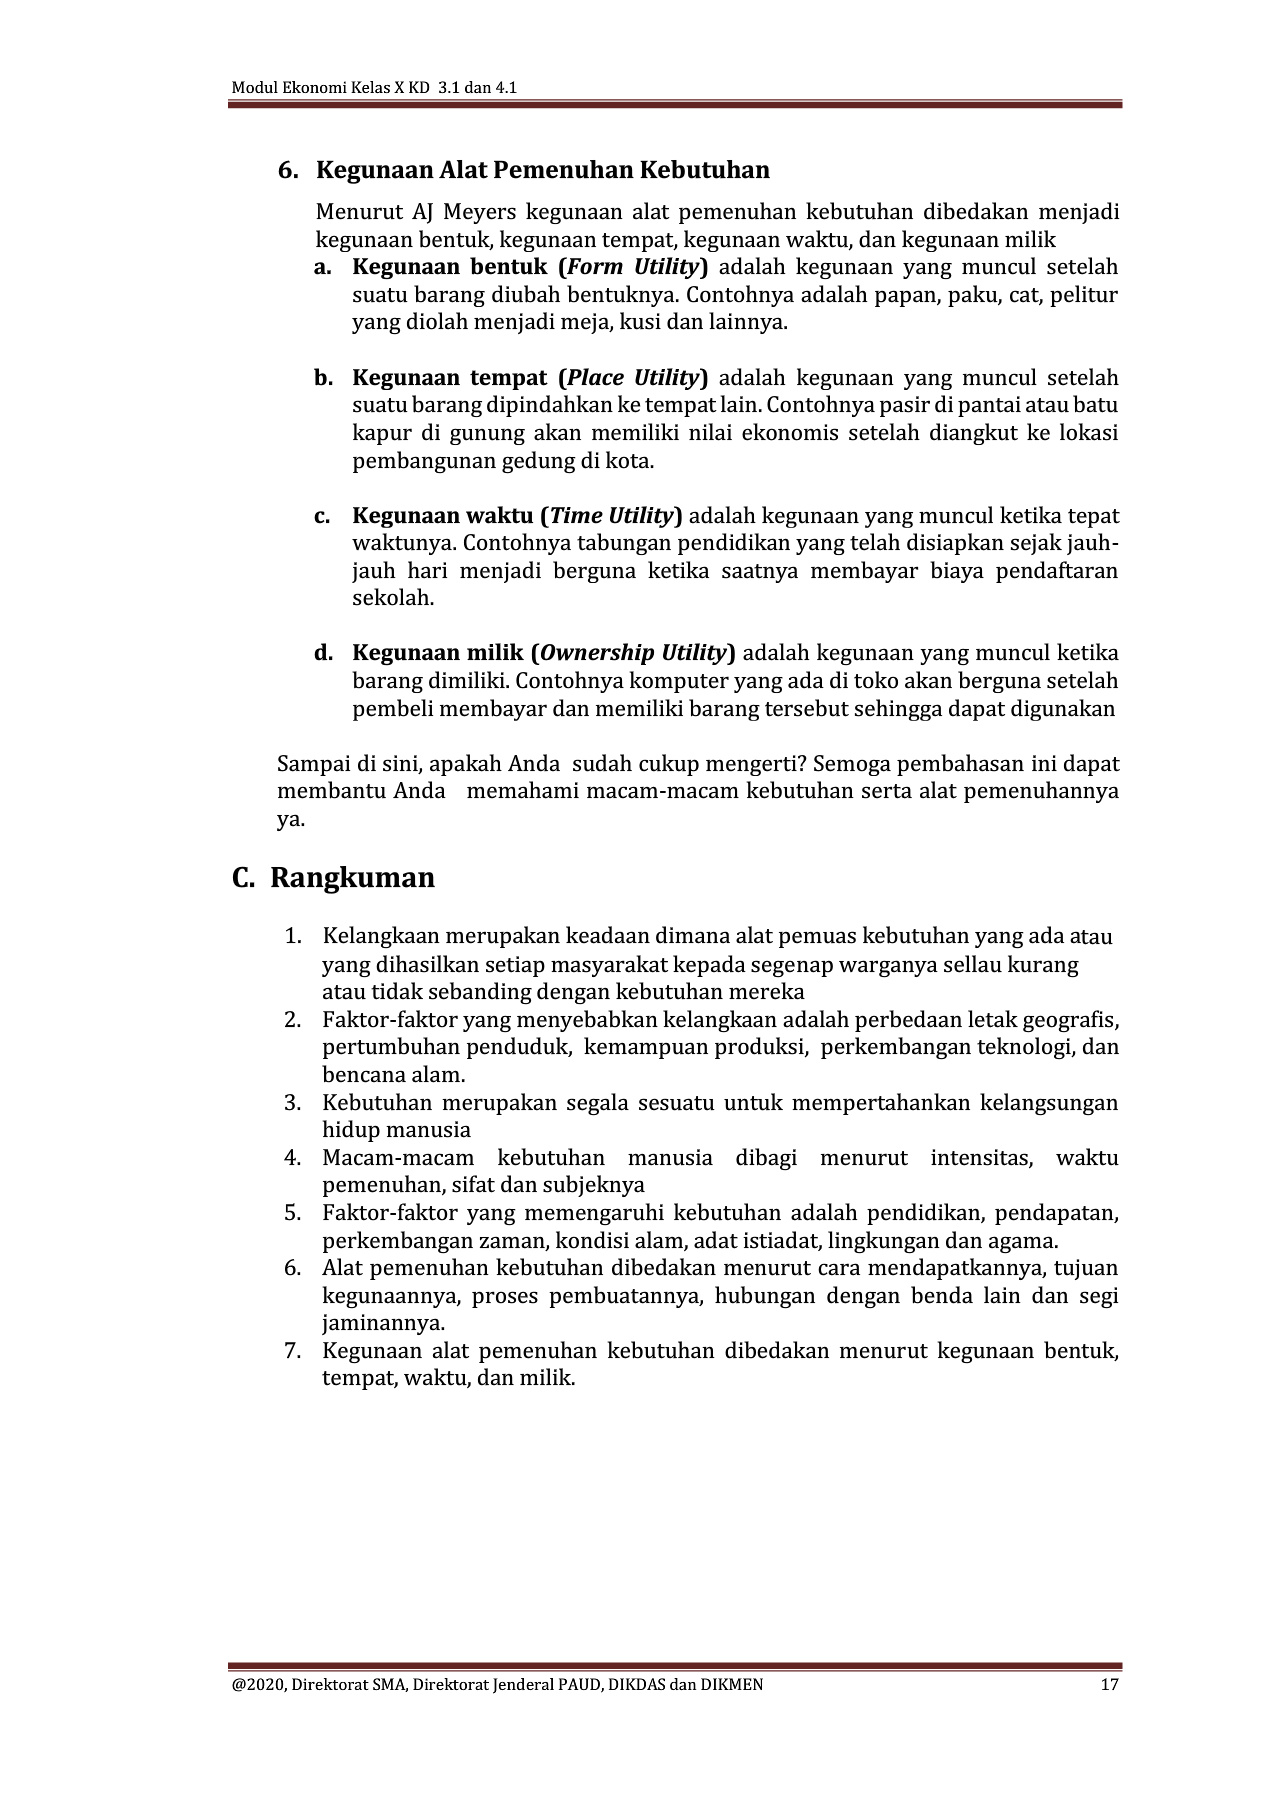 Modul Ekonomi Kelas X KD  3.1 dan 4.1
6. Kegunaan Alat Pemenuhan Kebutuhan
Menurut AJ Meyers kegunaan alat pemenuhan kebutuhan dibedakan menjadi
kegunaan bentuk, kegunaan tempat, kegunaan waktu, dan kegunaan milik
a. Kegunaan bentuk (Form Utility) adalah kegunaan yang muncul setelah
suatu barang diubah bentuknya. Contohnya adalah papan, paku, cat, pelitur
yang diolah menjadi meja, kusi dan lainnya.
b. Kegunaan tempat (Place Utility) adalah kegunaan yang muncul setelah
suatu barang dipindahkan ke tempat lain. Contohnya pasir di pantai atau batu
kapur di gunung akan memiliki nilai ekonomis setelah diangkut ke lokasi
pembangunan gedung di kota.
c. Kegunaan waktu (Time Utility) adalah kegunaan yang muncul ketika tepat
waktunya. Contohnya tabungan pendidikan yang telah disiapkan sejak jauh-
jauh hari menjadi berguna ketika saatnya membayar biaya pendaftaran
sekolah.
d. Kegunaan milik (Ownership Utility) adalah kegunaan yang muncul ketika
barang dimiliki. Contohnya komputer yang ada di toko akan berguna setelah
pembeli membayar dan memiliki barang tersebut sehingga dapat digunakan
Sampai di sini, apakah Anda  sudah cukup mengerti? Semoga pembahasan ini dapat
membantu Anda  memahami macam-macam kebutuhan serta alat pemenuhannya
ya.
C. Rangkuman
1. Kelangkaan merupakan keadaan dimana alat pemuas kebutuhan yang ada atau
yang dihasilkan setiap masyarakat kepada segenap warganya sellau kurang
atau tidak sebanding dengan kebutuhan mereka
2. Faktor-faktor yang menyebabkan kelangkaan adalah perbedaan letak geografis,
pertumbuhan penduduk,  kemampuan produksi,  perkembangan teknologi, dan
bencana alam.
3. Kebutuhan merupakan segala sesuatu untuk mempertahankan kelangsungan
hidup manusia
4. Macam-macam kebutuhan manusia dibagi menurut intensitas, waktu
pemenuhan, sifat dan subjeknya
5. Faktor-faktor yang memengaruhi kebutuhan adalah pendidikan, pendapatan,
perkembangan zaman, kondisi alam, adat istiadat, lingkungan dan agama.
6. Alat pemenuhan kebutuhan dibedakan menurut cara mendapatkannya, tujuan
kegunaannya, proses pembuatannya, hubungan dengan benda lain dan segi
jaminannya.
7. Kegunaan alat pemenuhan kebutuhan dibedakan menurut kegunaan bentuk,
tempat, waktu, dan milik.
@2020, Direktorat SMA, Direktorat Jenderal PAUD, DIKDAS dan DIKMEN 17